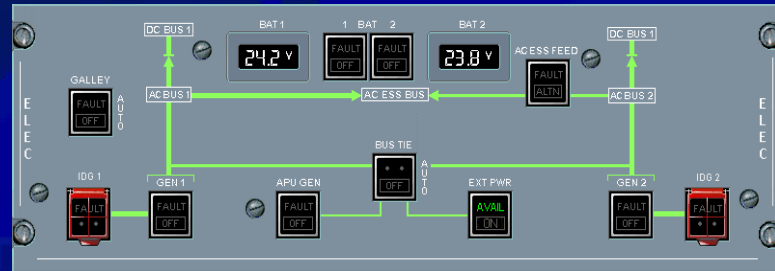 DC BUS 1
BAT 1
24.2 V
1 BAT 2
FAULT
OFF
FAULT
OFF
BAT 2
23.8 V
AC ESS FEED
FAULT
ALTN
DC BUS 1
GALLEY
FAULT
OFF
AUTO
AC BUS 1
AC ESS BUS
AC BUS 2
ELEC
ELEC
BUS TIE
OFF
AUTO
IDG 1
FAULT
GEN 1
FAULT
OFF
APU GEN
FAULT
OFF
EXT PWR
AVAIL
ON
GEN 2
FAULT
OFF
IDG 2
FAULT